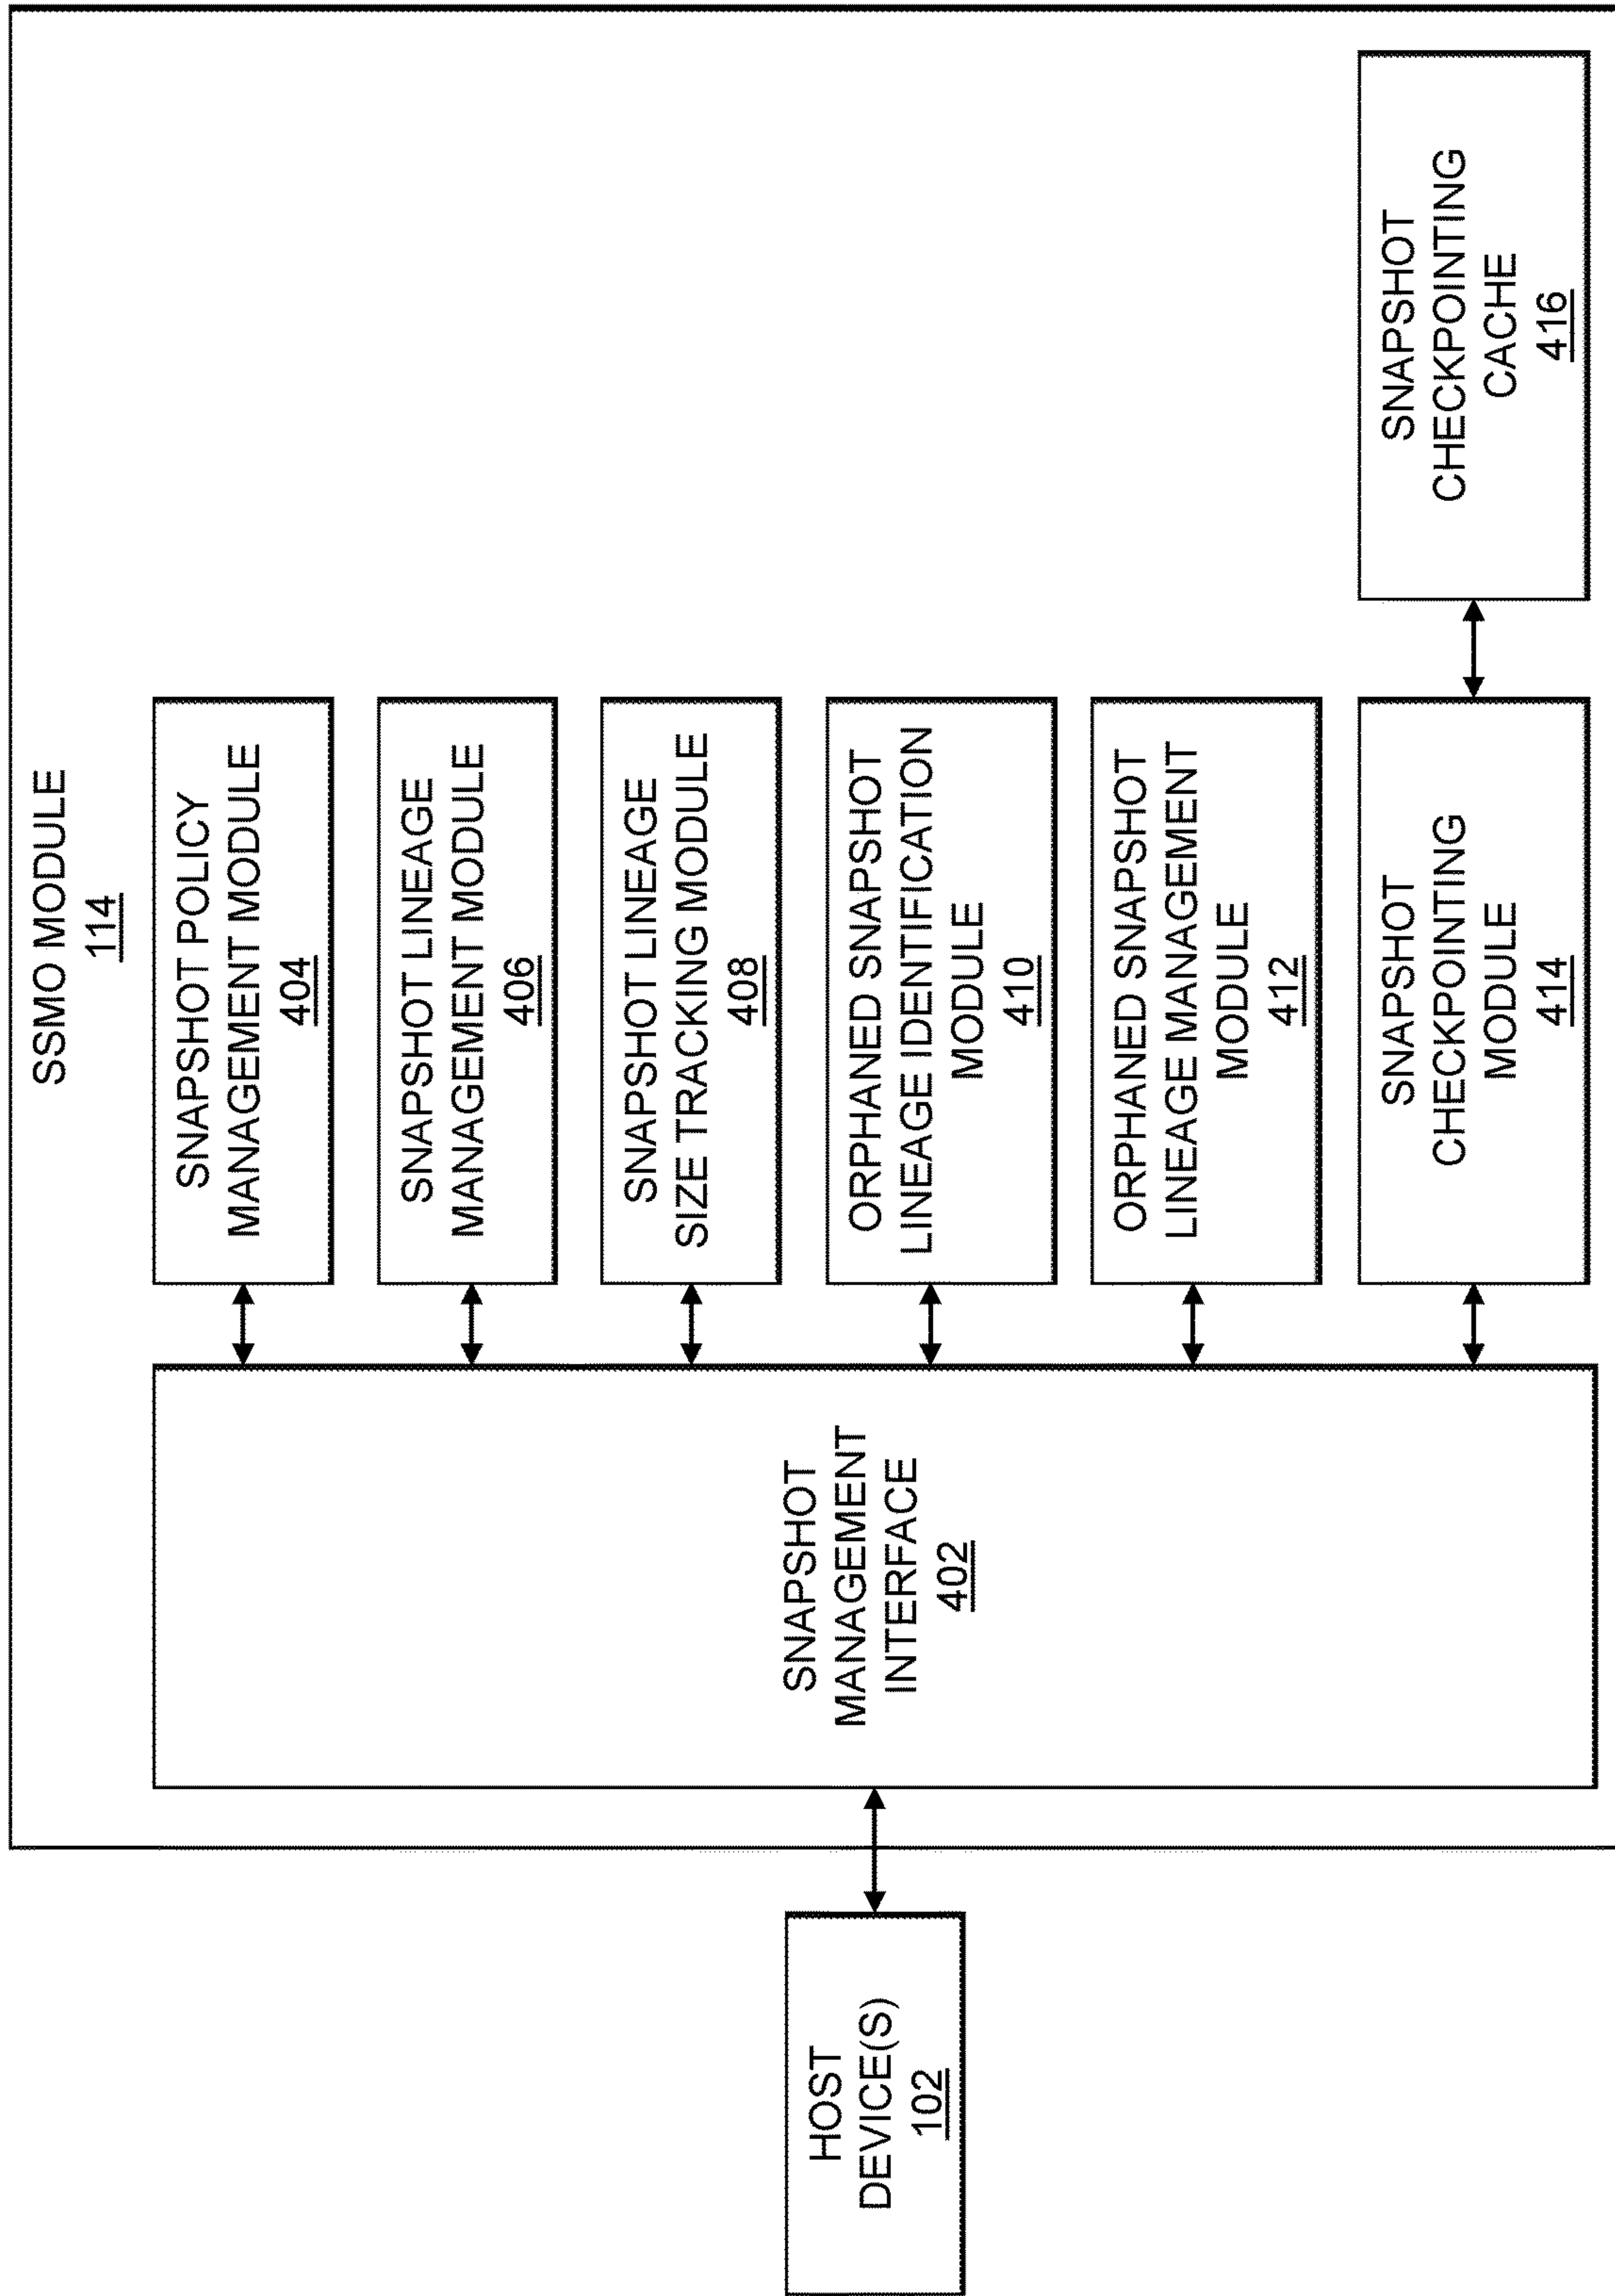 SSMO MODULE
114
HOST
DEVICE(S)
102
SNAPSHOT
MANAGEMENT
INTERFACE
402
SNAPSHOT POLICY
MANAGEMENT MODULE
404
SNAPSHOT LINEAGE
MANAGEMENT MODULE
406
SNAPSHOT LINEAGE
SIZE TRACKING MODULE
408
ORPHANED SNAPSHOT
LINEAGE IDENTIFICATION
MODULE
410
ORPHANED SNAPSHOT
LINEAGE MANAGEMENT
MODULE
412
SNAPSHOT
CHECKPOINTING
MODULE
414
SNAPSHOT
CHECKPOINTING
CACHE
416